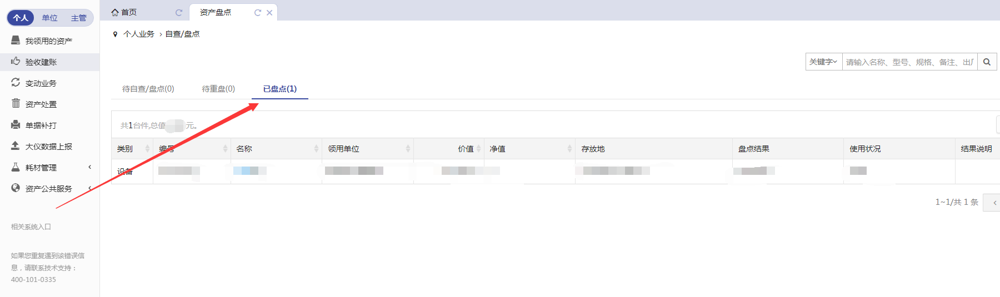 个人 单位 主管
我领用的资产
验收建账
变动业务
资产处置
单据补打
大仪数据上报
耗材管理
资产公共服务
相关系统入口
如果您重复遇到该错误信
息，请联系技术支持：
400-101-0335
首页 资产盘点
个人业务 > 自查/盘点
关键字 请输入名称、型号、规格、备注、出厂
待自查/盘点(0) 待重盘(0) 已盘点(1)
共1台件,总值 元。
类别 编号 名称 领用单位 价值 净值 存放地 盘点结果 使用状况 结果说明
设备
1~1/共 1 条